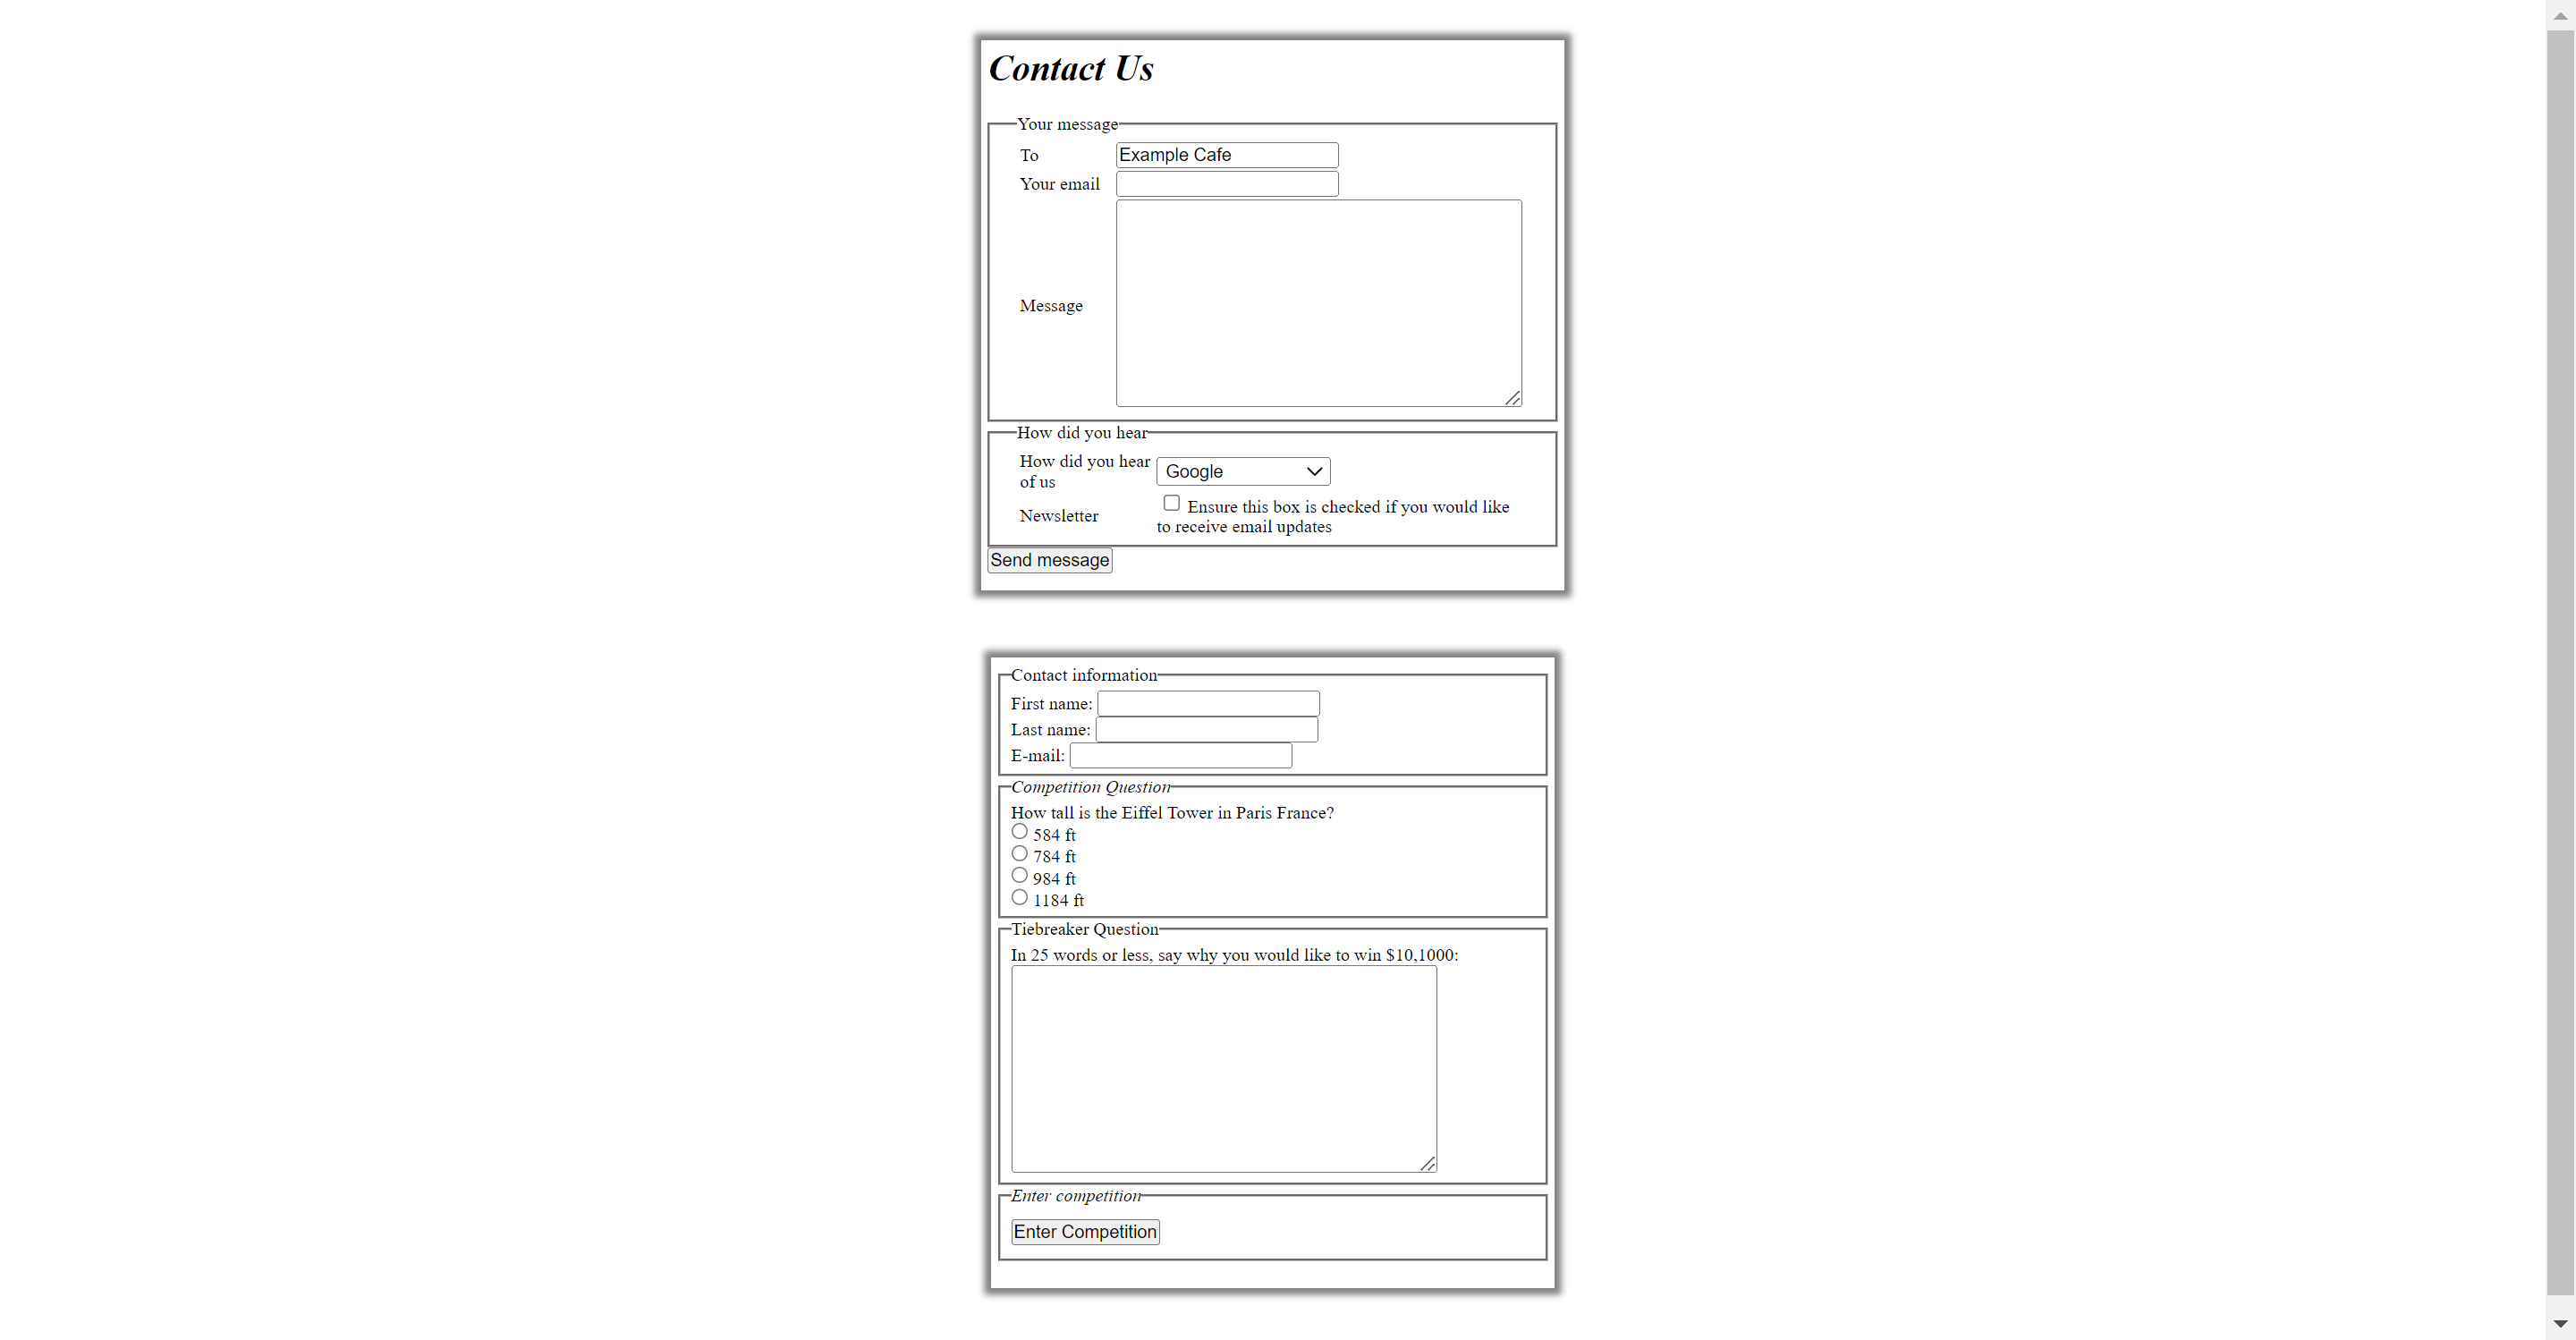 Contact Us
Your message
To Example Cafe
Your email
Message
How did you hear
How did you hear
of us
Google
Newsletter
Ensure this box is checked if you would like
to receive email updates
Send message
Contact information
First name:
Last name:
E-mail:
Competition Question
How tall is the Eiffel Tower in Paris France?
584 ft
784 ft
984 ft
1184 ft
Tiebreaker Question
In 25 words or less, say why you would like to win $10,1000:
Enter competition
Enter Competition